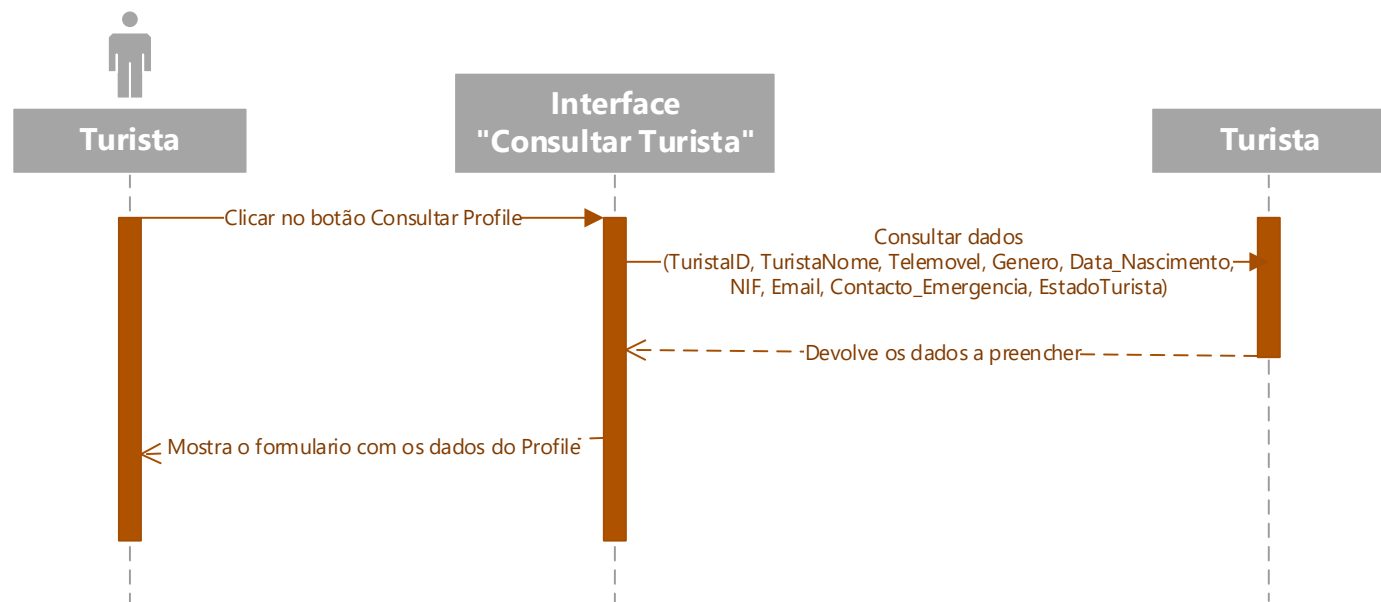 Turista
Interface
"Consultar Turista"
Turista
Clicar no botão Consultar Profile
Consultar dados
(TuristaID, TuristaNome, Telemovel, Genero, Data_Nascimento,
NIF, Email, Contacto_Emergencia, EstadoTurista)
Devolve os dados a preencher
Mostra o formulario com os dados do Profile